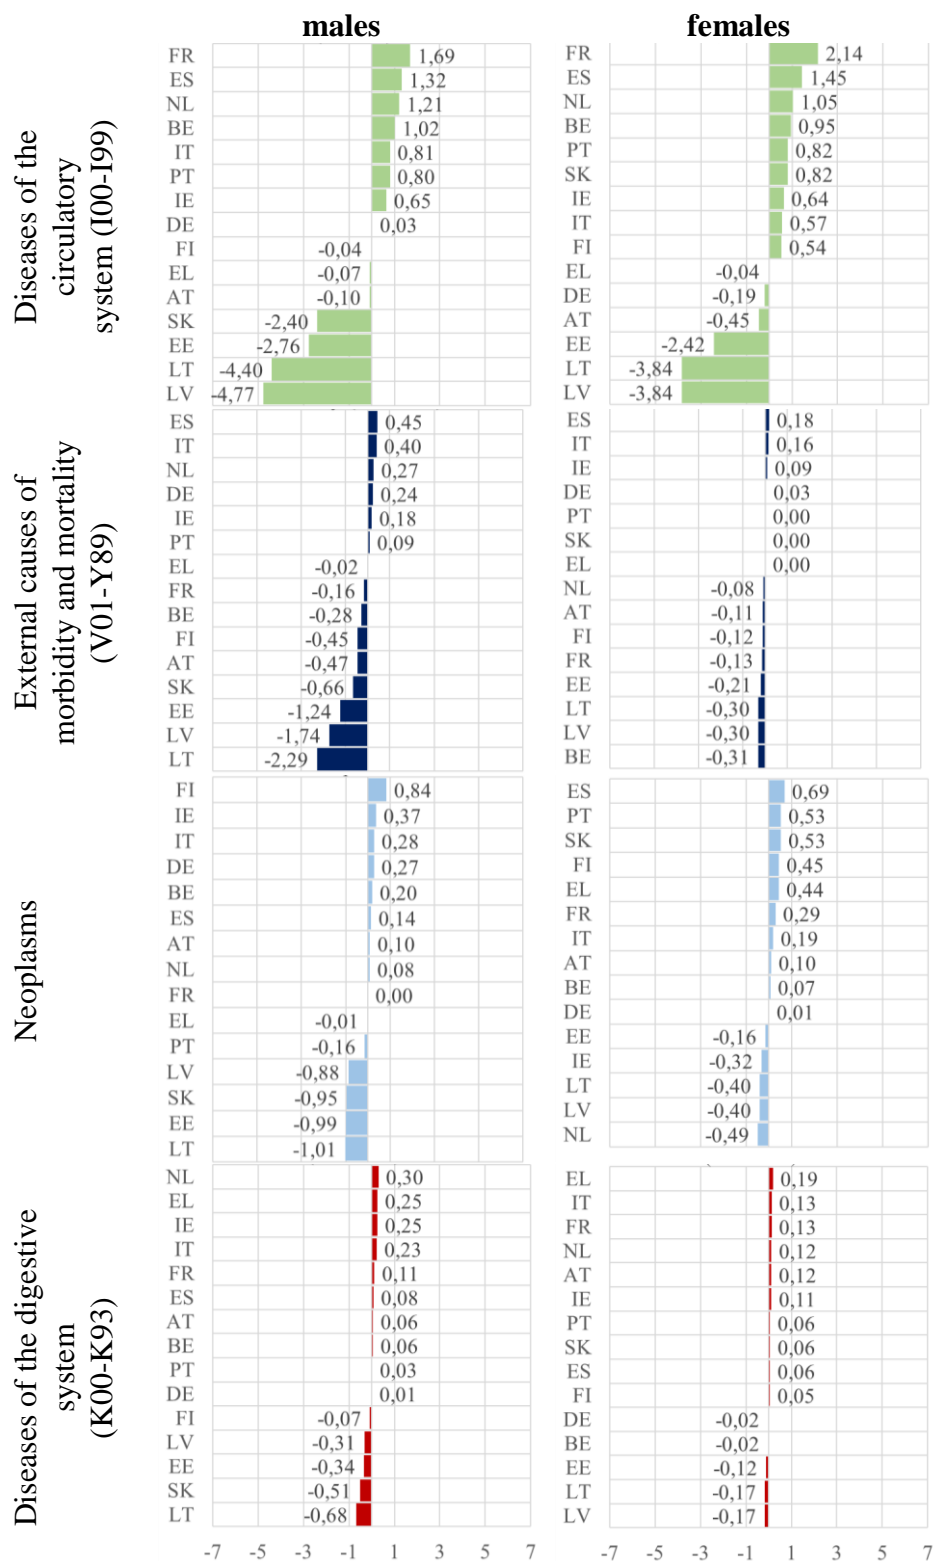 males
females
Diseases of the
circulatory
system (I00-I99)
FR 1,69
ES 1,32
NL 1,21
BE 1,02
IT 0,81
PT 0,80
IE 0,65
DE 0,03
FI -0,04
EL -0,07
AT -0,10
SK -2,40
EE -2,76
LT -4,40
LV -4,77
FR 2,14
ES 1,45
NL 1,05
BE 0,95
PT 0,82
SK 0,82
IE 0,64
IT 0,57
FI 0,54
EL -0,04
DE -0,19
AT -0,45
EE -2,42
LT -3,84
LV -3,84
External causes of
morbidity and mortality
(V01-Y89)
ES 0,45
IT 0,40
NL 0,27
DE 0,24
IE 0,18
PT 0,09
EL -0,02
FR -0,16
BE -0,28
FI -0,45
AT -0,47
SK -0,66
EE -1,24
LV -1,74
LT -2,29
ES 0,18
IT 0,16
IE 0,09
DE 0,03
PT 0,00
SK 0,00
EL 0,00
NL -0,08
AT -0,11
FI -0,12
FR -0,13
EE -0,21
LT -0,30
LV -0,30
BE -0,31
Neoplasms
FI 0,84
IE 0,37
IT 0,28
DE 0,27
BE 0,20
ES 0,14
AT 0,10
NL 0,08
FR 0,00
EL -0,01
PT -0,16
LV -0,88
SK -0,95
EE -0,99
LT -1,01
ES 0,69
PT 0,53
SK 0,53
FI 0,45
EL 0,44
FR 0,29
IT 0,19
AT 0,10
BE 0,07
DE 0,01
EE -0,16
IE -0,32
LT -0,40
LV -0,40
NL -0,49
Diseases of the digestive
system
(K00-K93)
NL 0,30
EL 0,25
IE 0,25
IT 0,23
FR 0,11
ES 0,08
AT 0,06
BE 0,06
PT 0,03
DE 0,01
FI -0,07
LV -0,31
EE -0,34
SK -0,51
LT -0,68
-7 -5 -3 -1 1 3 5 7
EL 0,19
IT 0,13
FR 0,13
NL 0,12
AT 0,12
IE 0,11
PT 0,06
SK 0,06
ES 0,06
FI 0,05
DE -0,02
BE -0,02
EE -0,12
LT -0,17
LV -0,17
-7 -5 -3 -1 1 3 5 7